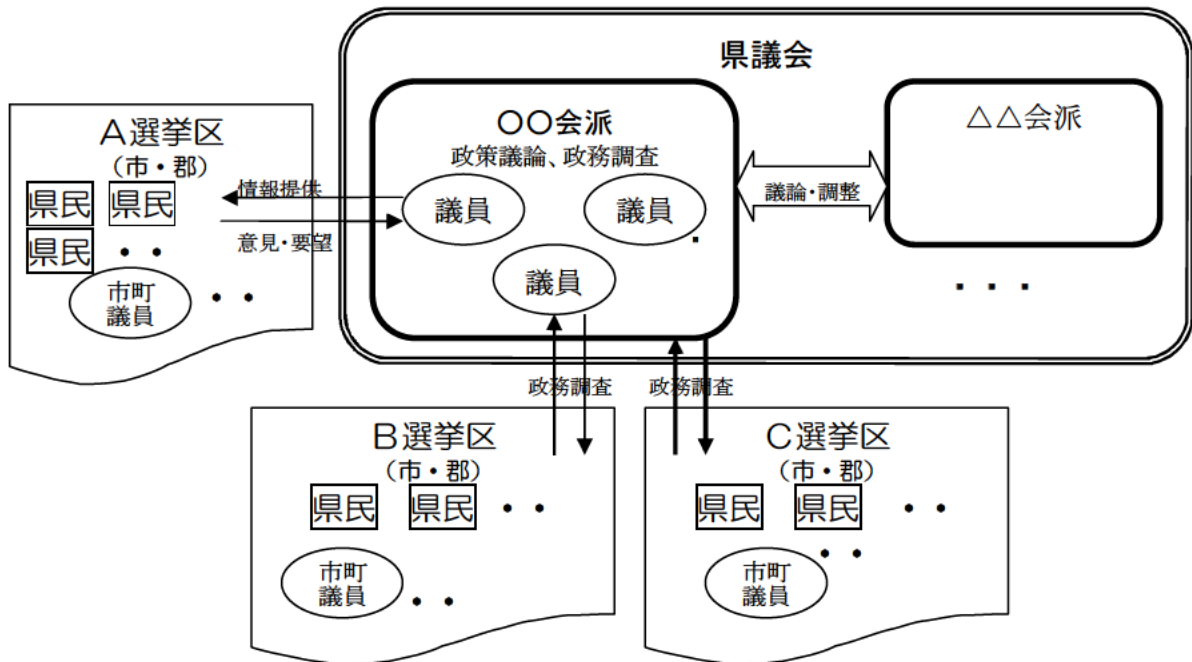 県議会
〇〇会派
政策議論、政務調査
議員
議員
議員
△△会派
議論・調整
・・・
A選挙区
(市・郡)
県民
県民
県民
・・
市町
議員
・・
情報提供
意見・要望
政務調査
政務調査
B選挙区
(市・郡)
県民
県民
・・
市町
議員
・・
C選挙区
(市・郡)
県民
県民
・・
・・
市町
議員